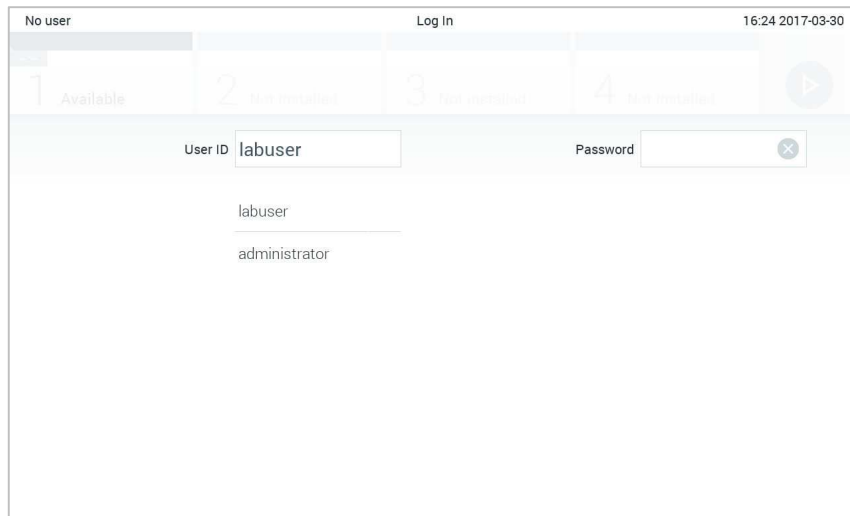 No user Log In 16:24 2017-03-30
1 Available 2 Not installed 3 Not installed 4 Not installed
User ID labuser Password
labuser
administrator